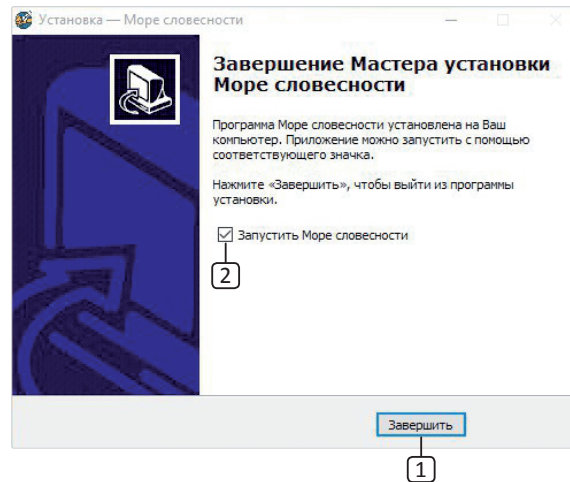 Установка — Море словесности
Завершение Мастера установки
Море словесности
Программа Море словесности установлена на Ваш
компьютер. Приложение можно запустить с помощью
соответствующего значка.
Нажмите «Завершить», чтобы выйти из программы
установки.
Запустить Море словесности
2
Завершить
1